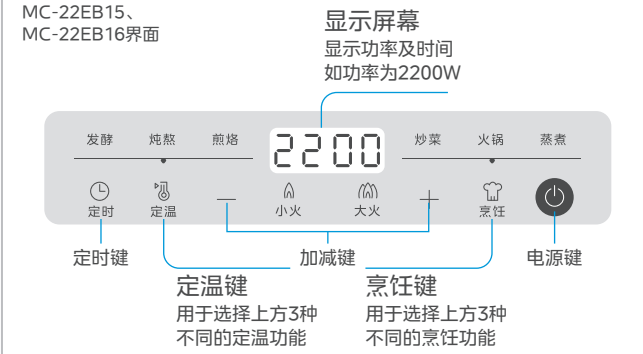 MC-22EB15、
MC-22EB16界面
显示屏幕
显示功率及时间
如功率为2200W
发酵 炖熬 煎烙 2200 炒菜 火锅 蒸煮
定时 定温 小火 大火 烹饪
定时键 加减键 电源键
定温键 烹饪键
用于选择上方3种 用于选择上方3种
不同的定温功能 不同的烹饪功能